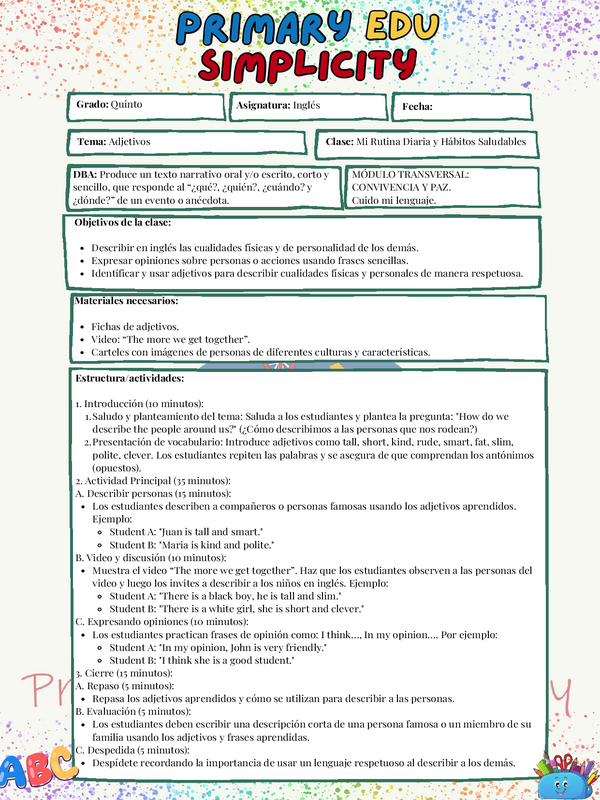 PRIMARY EDU
SIMPLICITY
Grado: Quinto
Asignatura: Inglés
Fecha:
Tema: Adjetivos
Clase: Mi Rutina Diaria y Hábitos Saludables
DBA: Produce un texto narrativo oral y/o escrito, corto y
sencillo, que responde al “¿qué?, ¿quién?, ¿cuándo? y
¿dónde?” de un evento o anécdota.
MÓDULO TRANSVERSAL:
CONVIVENCIA Y PAZ.
Cuido mi lenguaje.
Objetivos de la clase:
• Describir en inglés las cualidades físicas y de personalidad de los demás.
• Expresar opiniones sobre personas o acciones usando frases sencillas.
• Identificar y usar adjetivos para describir cualidades físicas y personales de manera respetuosa.
Materiales necesarios:
• Fichas de adjetivos.
• Video: “The more we get together”.
• Carteles con imágenes de personas de diferentes culturas y características.
Estructura/actividades:
1. Introducción (10 minutos):
1. Saludo y planteamiento del tema: Saluda a los estudiantes y plantea la pregunta: "How do we
describe the people around us?" (¿Cómo describimos a las personas que nos rodean?)
2. Presentación de vocabulario: Introduce adjetivos como tall, short, kind, rude, smart, fat, slim,
polite, clever. Los estudiantes repiten las palabras y se asegura de que comprendan los antónimos
(opuestos).
2. Actividad Principal (35 minutos):
A. Describir personas (15 minutos):
• Los estudiantes describen a compañeros o personas famosas usando los adjetivos aprendidos.
Ejemplo:
◦ Student A: "Juan is tall and smart."
◦ Student B: "Maria is kind and polite."
B. Video y discusión (10 minutos):
• Muestra el video “The more we get together”. Haz que los estudiantes observen a las personas del
video y luego los invites a describir a los niños en inglés. Ejemplo:
◦ Student A: "There is a black boy, he is tall and slim."
◦ Student B: "There is a white girl, she is short and clever."
C. Expresando opiniones (10 minutos):
• Los estudiantes practican frases de opinión como: I think..., In my opinion.... Por ejemplo:
◦ Student A: "In my opinion, John is very friendly."
◦ Student B: "I think she is a good student."
3. Cierre (15 minutos):
A. Repaso (5 minutos):
• Repasa los adjetivos aprendidos y cómo se utilizan para describir a las personas.
B. Evaluación (5 minutos):
• Los estudiantes deben escribir una descripción corta de una persona famosa o un miembro de su
familia usando los adjetivos y frases aprendidas.
C. Despedida (5 minutos):
• Despídete recordando la importancia de usar un lenguaje respetuoso al describir a los demás.
ABC